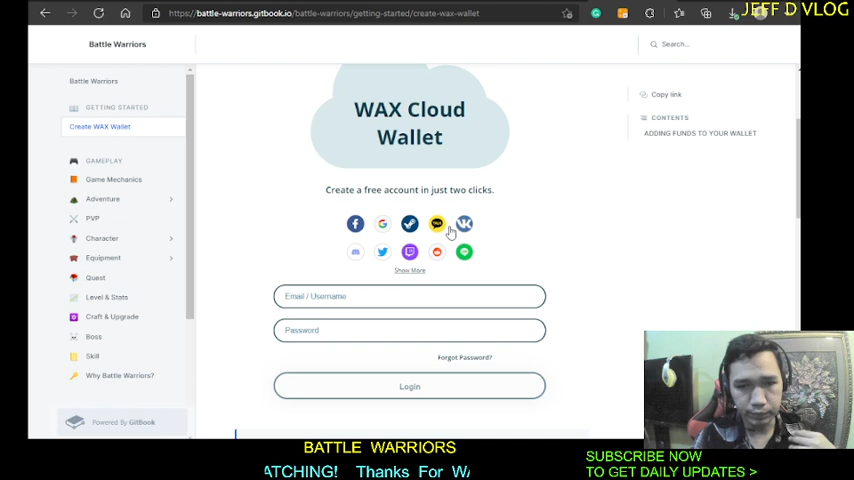 JEFF D VLOG
https://battle-warriors.gitbook.io/battle-warriors/getting-started/create-wax-wallet
Battle Warriors
Search...
Battle Warriors
GETTING STARTED
Create WAX Wallet
GAMEPLAY
Game Mechanics
Adventure
PVP
Character
Equipment
Quest
Level & Stats
Craft & Upgrade
Boss
Skill
Why Battle Warriors?
Powered By GitBook
WAX Cloud
Wallet
Create a free account in just two clicks.
Show More
Email / Username
Password
Forgot Password?
Login
Copy link
CONTENTS
ADDING FUNDS TO YOUR WALLET
BATTLE WARRIORS
ATCHING! Thanks For WA
SUBSCRIBE NOW
TO GET DAILY UPDATES >